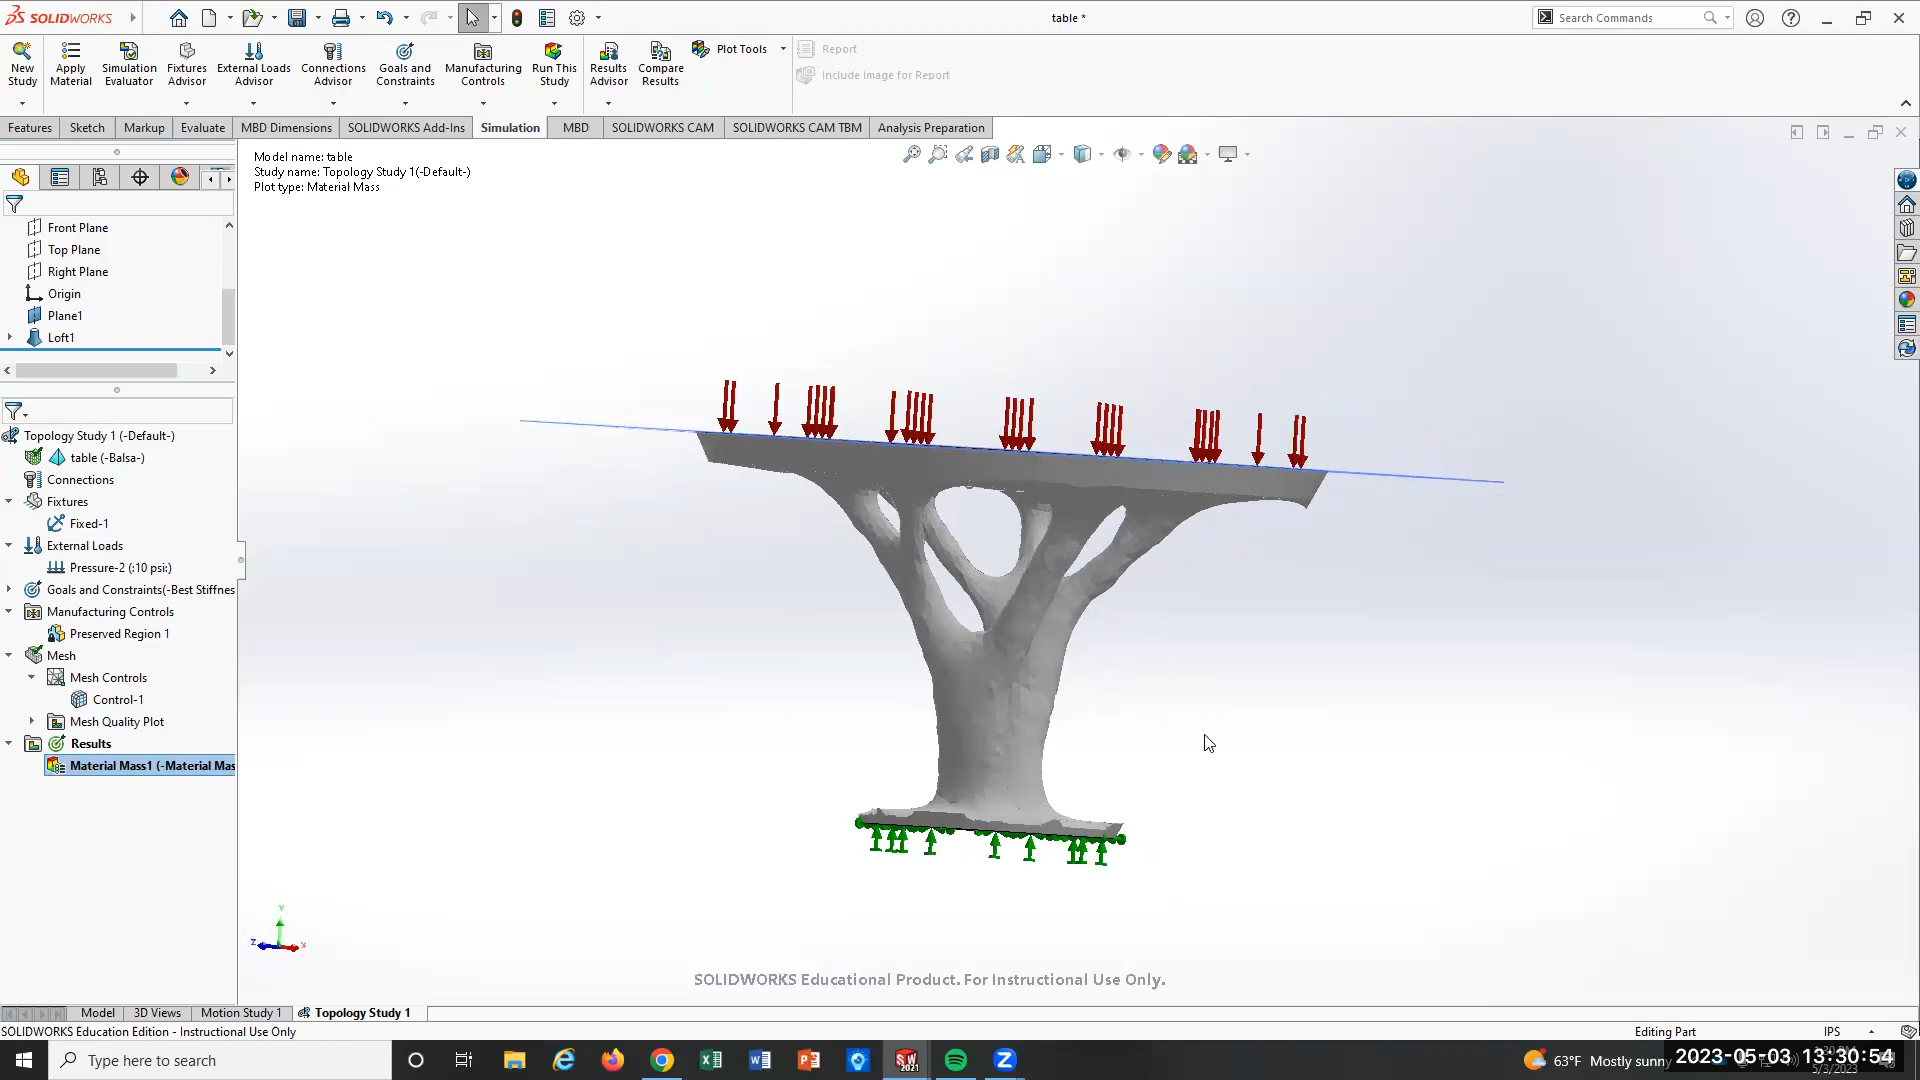 SOLIDWORKS
table *
Search Commands
New Study
Apply Material
Simulation Evaluator
Fixtures Advisor
External Loads Advisor
Connections Advisor
Goals and Constraints
Manufacturing Controls
Run This Study
Results Advisor
Compare Results
Plot Tools
Report
Include Image for Report
Features
Sketch
Markup
Evaluate
MBD Dimensions
SOLIDWORKS Add-Ins
Simulation
MBD
SOLIDWORKS CAM
SOLIDWORKS CAM TBM
Analysis Preparation
Model name: table
Study name: Topology Study 1(-Default-)
Plot type: Material Mass
Front Plane
Top Plane
Right Plane
Origin
Plane1
Loft1
Topology Study 1 (-Default-)
table (-Balsa-)
Connections
Fixtures
Fixed-1
External Loads
Pressure-2 (:10 psi:)
Goals and Constraints(-Best Stiffnes
Manufacturing Controls
Preserved Region 1
Mesh
Mesh Controls
Control-1
Mesh Quality Plot
Results
Material Mass1 (-Material Mas
Y
Z
X
SOLIDWORKS Educational Product. For Instructional Use Only.
Model
3D Views
Motion Study 1
Topology Study 1
SOLIDWORKS Education Edition - Instructional Use Only
Editing Part
IPS
Type here to search
63°F Mostly sunny
2023-05-03 13:30:54
5/3/2023